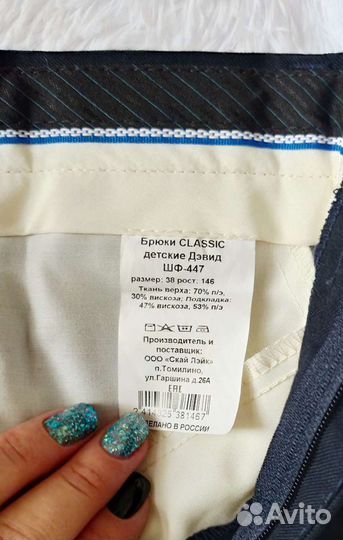 Брюки CLASSIC
детские Дэвид
ШФ-447
размер: 38 рост: 146
Ткань верха: 70% п/э,
30% вискоза; Подкладка:
47% вискоза, 53% п/э
Производитель и
поставщик:
ООО «Скай Лэйк»
п.Томилино,
ул.Гаршина д.26А
EAC
381467
СДЕЛАНО В РОССИИ
Avito